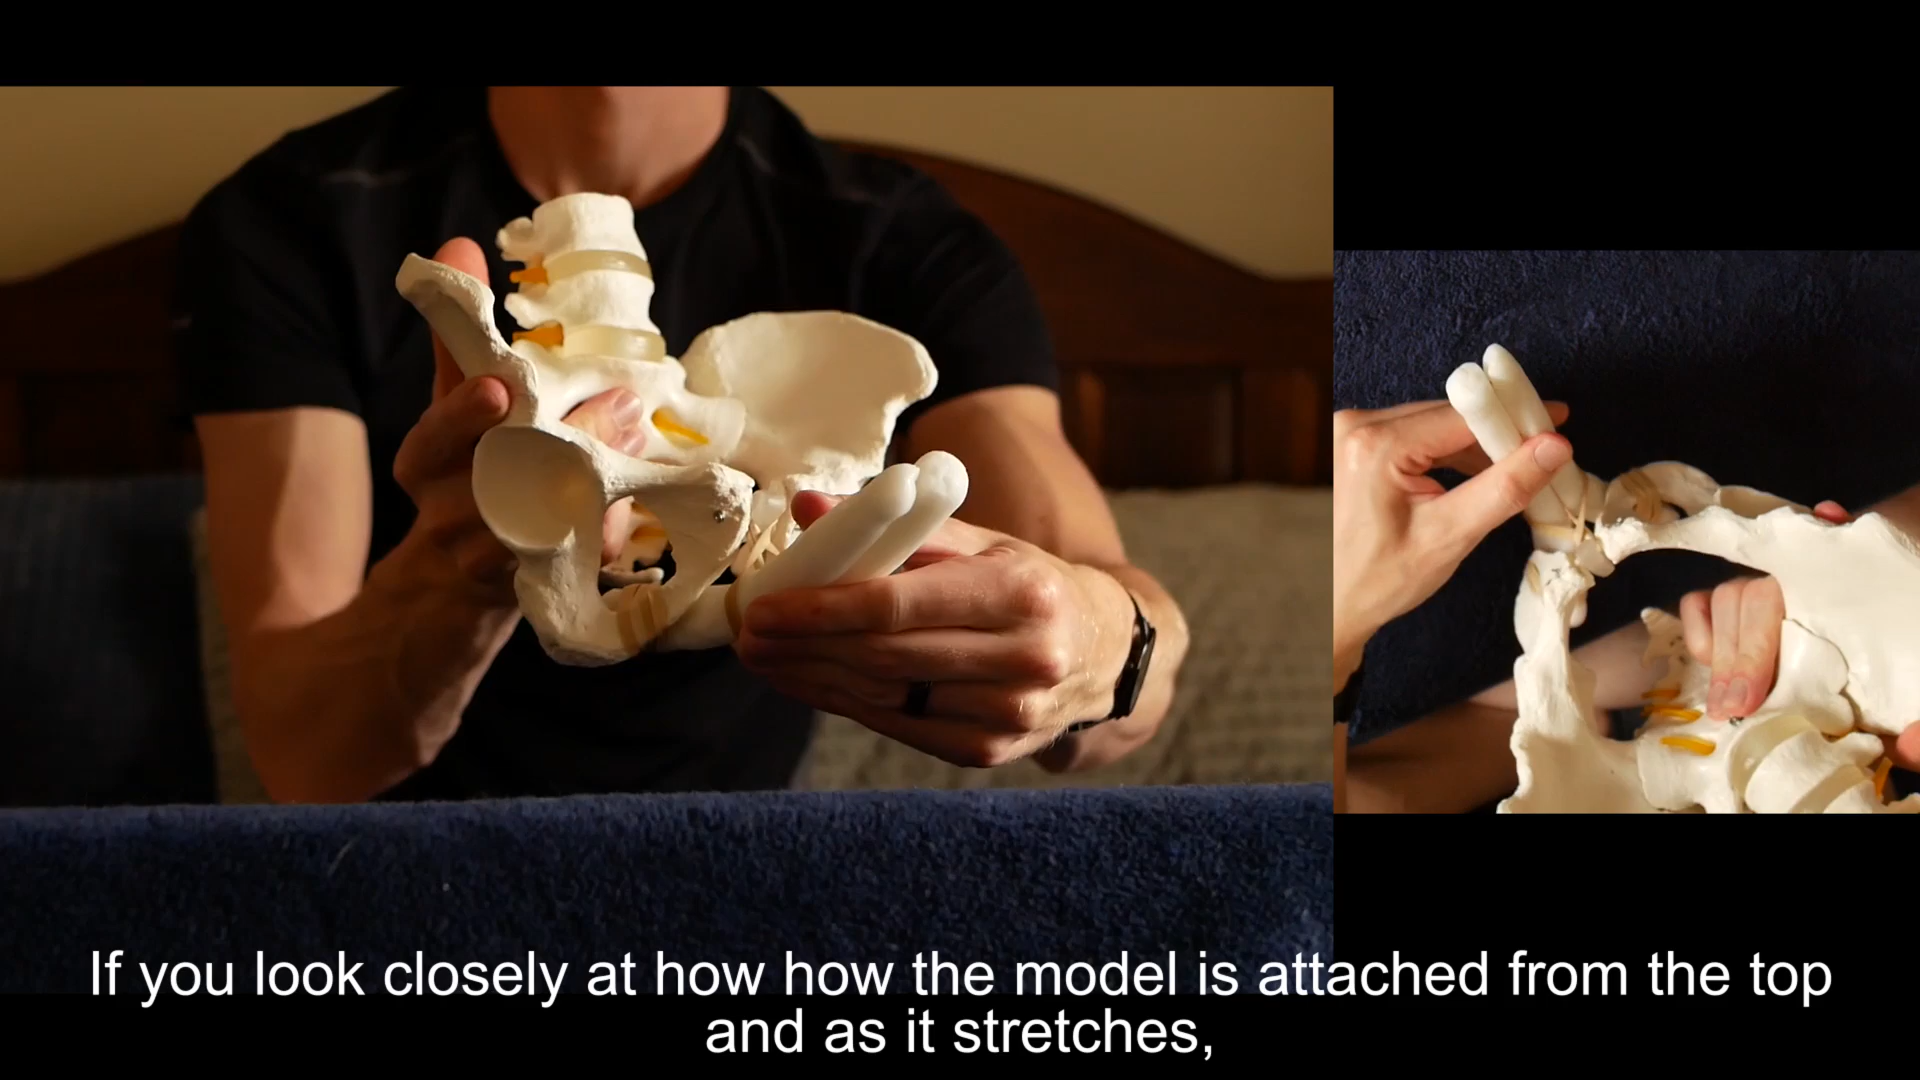 If you look closely at how how the model is attached from the top
and as it stretches,